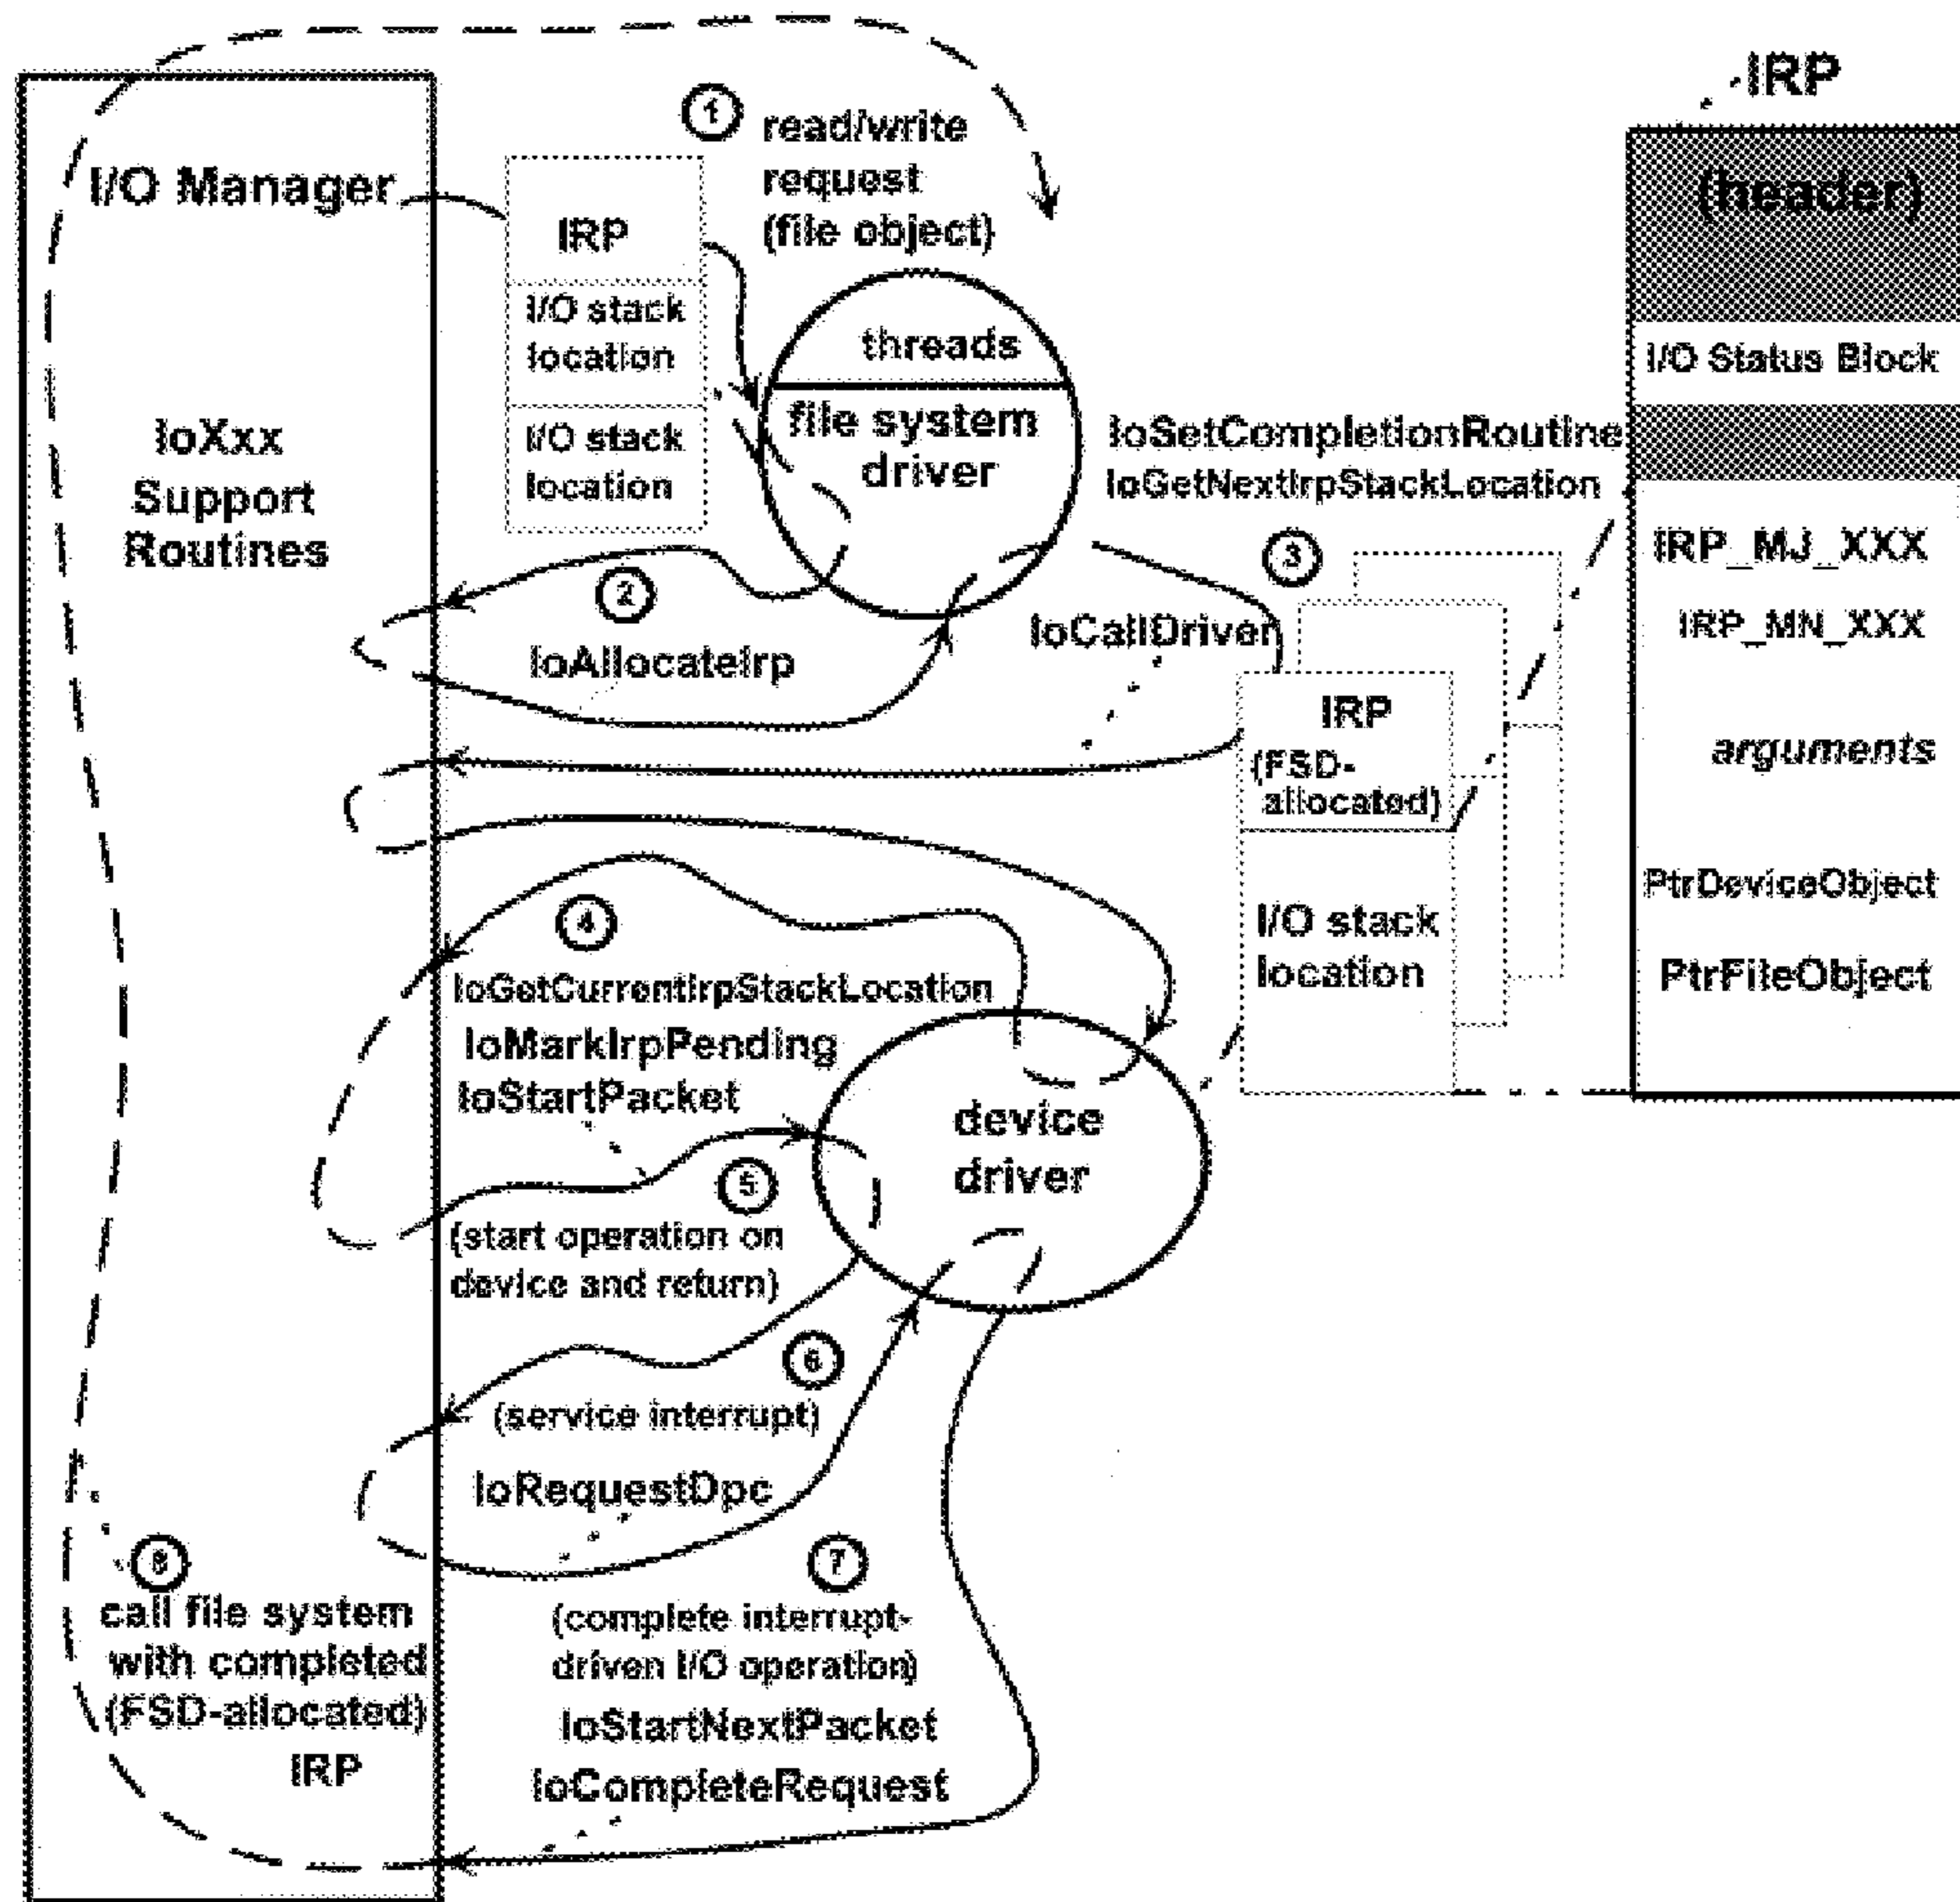 IRP
(header)
I/O Status Block
IRP_MJ_XXX
IRP_MN_XXX
arguments
PtrDeviceObject
PtrFileObject
I/O Manager
IoXxx
Support
Routines
1
read/write
request
(file object)
IRP
I/O stack
location
I/O stack
location
threads
file system
driver
IoSetCompletionRoutine
IoGetNextIrpStackLocation
2
IoAllocateIrp
3
IoCallDriver
IRP
(FSD-
allocated)
I/O stack
location
4
IoGetCurrentIrpStackLocation
IoMarkIrpPending
IoStartPacket
device
driver
5
(start operation on
device and return)
6
(service interrupt)
IoRequestDpc
7
(complete interrupt-
driven I/O operation)
IoStartNextPacket
IoCompleteRequest
8
call file system
with completed
(FSD-allocated)
IRP